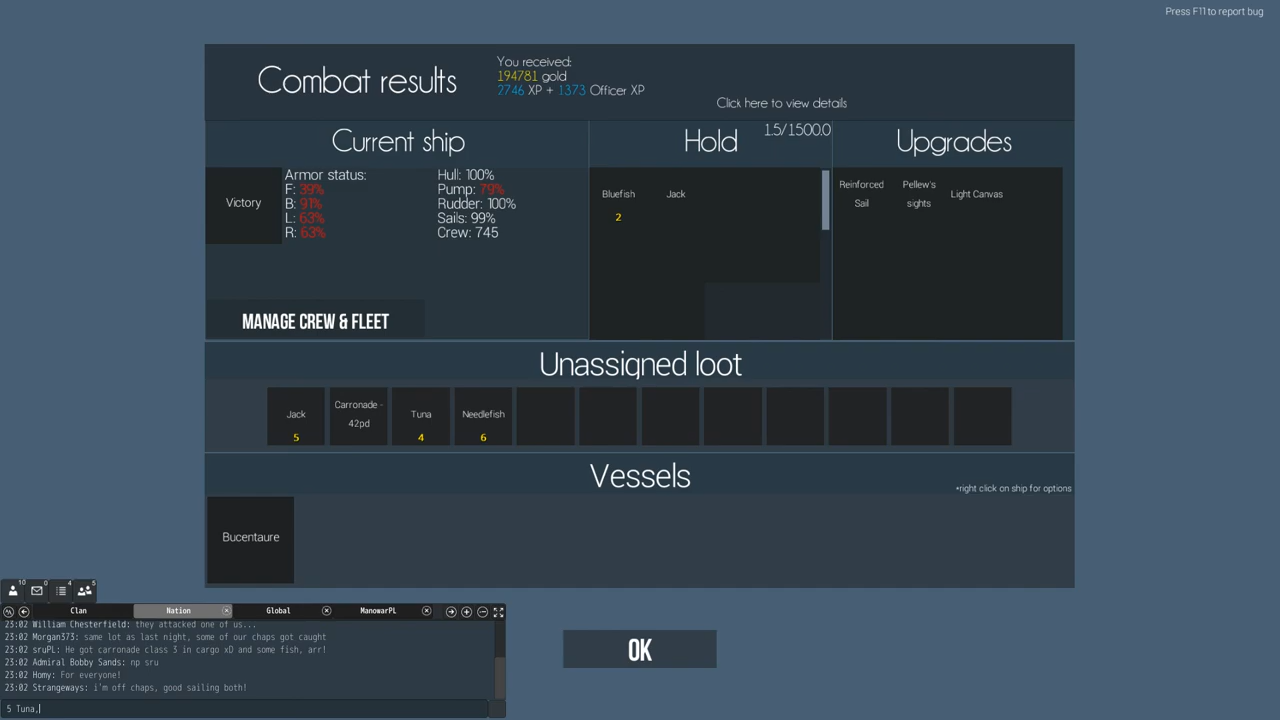 Press F11 to report bug
Combat results
You received:
194781 gold
2746 XP + 1373 Officer XP
Click here to view details
Current ship
Hold
1.5/1500.0
Upgrades
Victory
Armor status:
F: 39%
B: 91%
L: 63%
R: 63%
Hull: 100%
Pump: 79%
Rudder: 100%
Sails: 99%
Crew: 745
Bluefish
2
Jack
Reinforced
Sail
Pellew's
sights
Light Canvas
MANAGE CREW & FLEET
Unassigned loot
Jack
5
Carronade -
42pd
Tuna
4
Needlefish
6
Vessels
*right click on ship for options
Bucentaure
10
0
4
5
Clan
Nation
Global
ManowarPL
23:02 William Chesterfield: they attacked one of us...
23:02 Morgan373: same lot as last night, some of our chaps got caught
23:02 sruPL: He got carronade class 3 in cargo xD and some fish, arr!
23:02 Admiral Bobby Sands: np sru
23:02 Homy: For everyone!
23:02 Strangeways: i'm off chaps, good sailing both!
5 Tuna,
OK